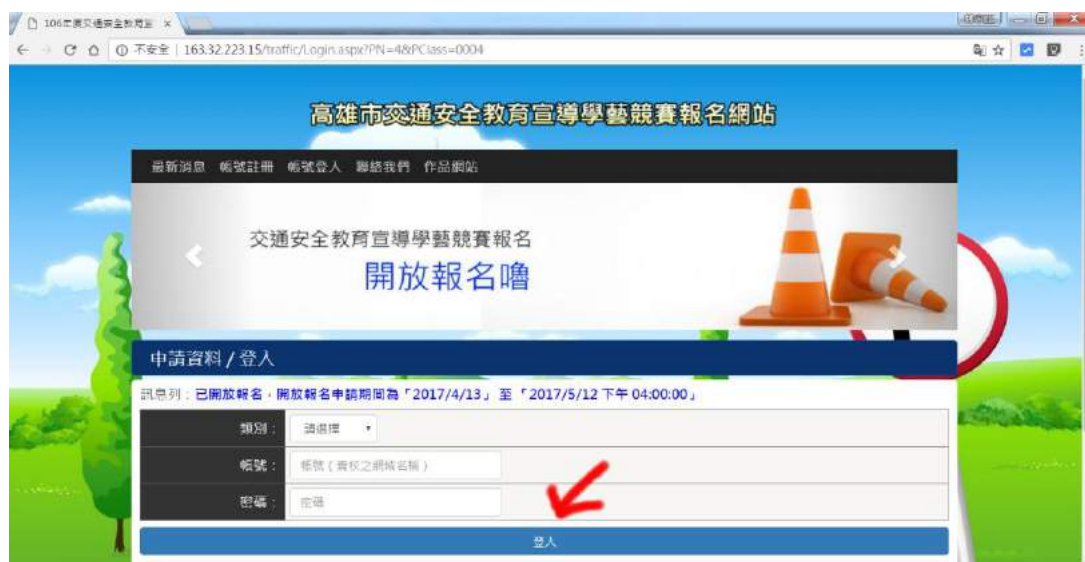 106年度交通安全教育宣
不安全 | 163.32.223.15/traffic/Login.aspx?PN=4&PClass=0004
高雄市交通安全教育宣導學藝競賽報名網站
最新消息 帳號註冊 帳號登入 聯絡我們 作品網站
交通安全教育宣導學藝競賽報名
開放報名嚕
申請資料 / 登入
訊息列：已開放報名，開放報名申請期間為「2017/4/13」 至 「2017/5/12 下午 04:00:00」
類別： 請選擇
帳號： 帳號 ( 貴校之網域名稱 )
密碼： 密碼
登入